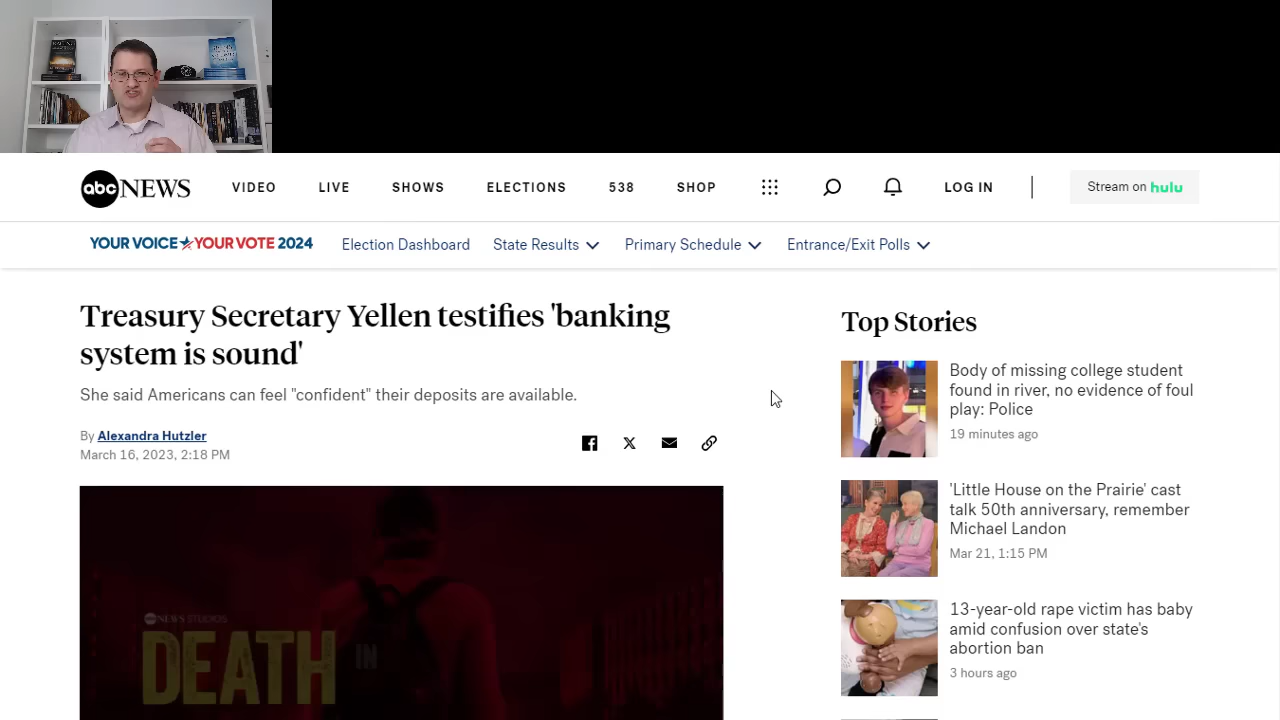 abc NEWS
VIDEO
LIVE
SHOWS
ELECTIONS
538
SHOP
LOG IN
Stream on hulu
YOUR VOICE YOUR VOTE 2024
Election Dashboard
State Results
Primary Schedule
Entrance/Exit Polls
Treasury Secretary Yellen testifies 'banking
system is sound'
She said Americans can feel "confident" their deposits are available.
By Alexandra Hutzler
March 16, 2023, 2:18 PM
abc NEWS STUDIOS
DEATH IN
Top Stories
Body of missing college student
found in river, no evidence of foul
play: Police
19 minutes ago
'Little House on the Prairie' cast
talk 50th anniversary, remember
Michael Landon
Mar 21, 1:15 PM
13-year-old rape victim has baby
amid confusion over state's
abortion ban
3 hours ago